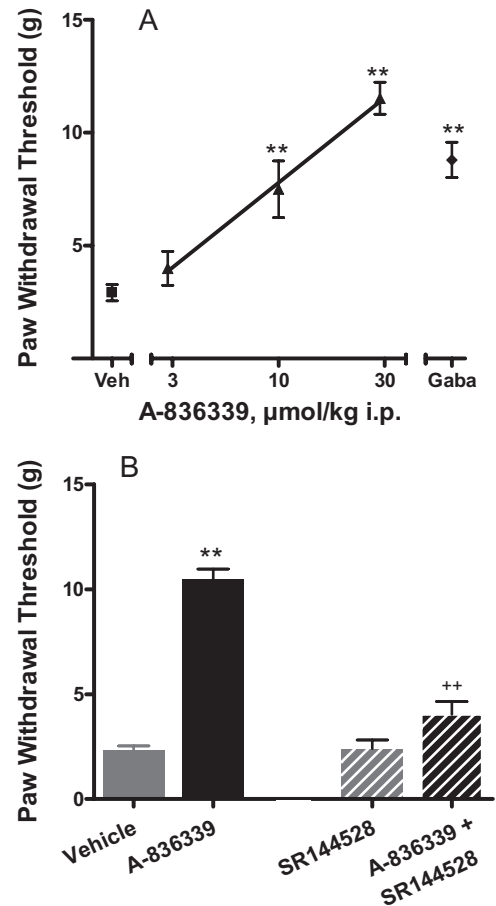 A
Paw Withdrawal Threshold (g)
15
10
5
**
**
**
Veh
3
10
30
Gaba
A-836339, µmol/kg i.p.
B
Paw Withdrawal Threshold (g)
15
10
5
0
**
++
Vehicle
A-836339
SR144528
A-836339 +
SR144528